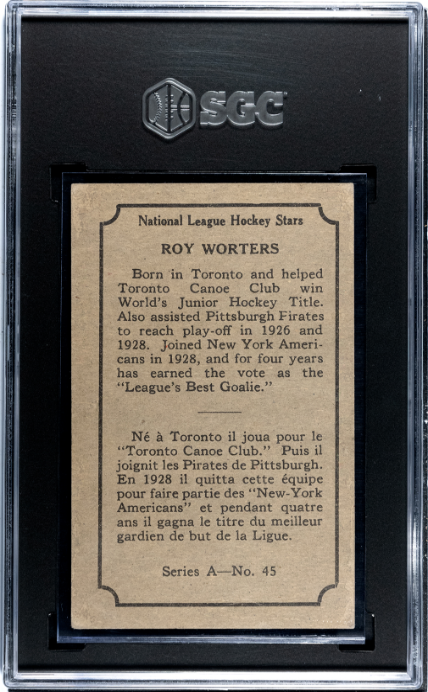 SGC
National League Hockey Stars
ROY WORTERS
Born in Toronto and helped
Toronto Canoe Club win
World's Junior Hockey Title.
Also assisted Pittsburgh Pirates
to reach play-off in 1926 and
1928. Joined New York Ameri-
cans in 1928, and for four years
has earned the vote as the
"League's Best Goalie."
Né à Toronto il joua pour le
"Toronto Canoe Club." Puis il
joignit les Pirates de Pittsburgh.
En 1928 il quitta cette équipe
pour faire partie des "New-York
Americans" et pendant quatre
ans il gagna le titre du meilleur
gardien de but de la Ligue.
Series A—No. 45